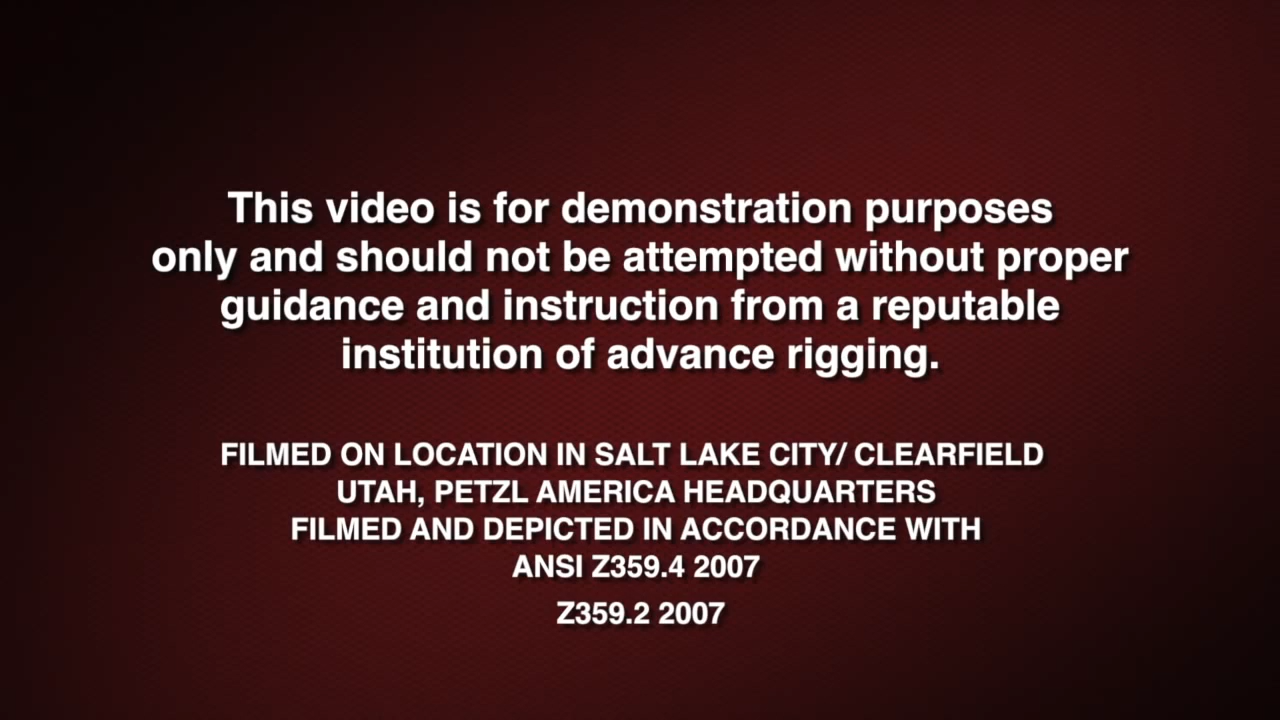 This video is for demonstration purposes
only and should not be attempted without proper
guidance and instruction from a reputable
institution of advance rigging.
FILMED ON LOCATION IN SALT LAKE CITY/ CLEARFIELD
UTAH, PETZL AMERICA HEADQUARTERS
FILMED AND DEPICTED IN ACCORDANCE WITH
ANSI Z359.4 2007
Z359.2 2007